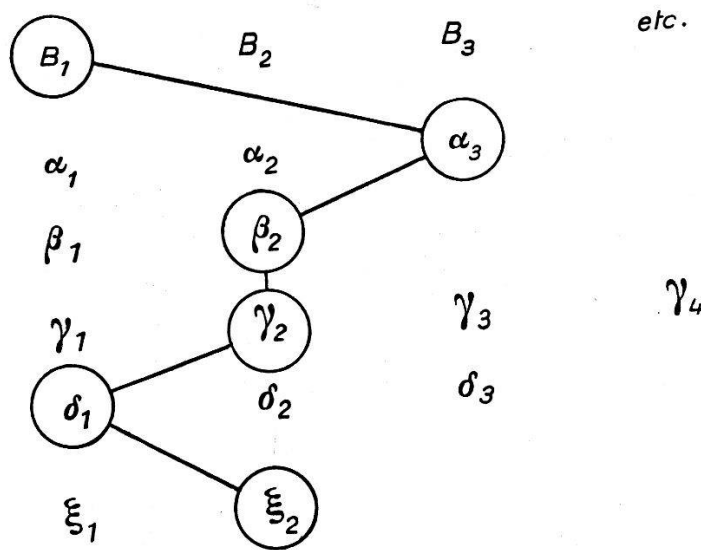 B₁ B₂ B₃ etc.
α₁ α₂ α₃
β₁ β₂
γ₁ γ₂ γ₃ γ₄
δ₁ δ₂ δ₃
ξ₁ ξ₂